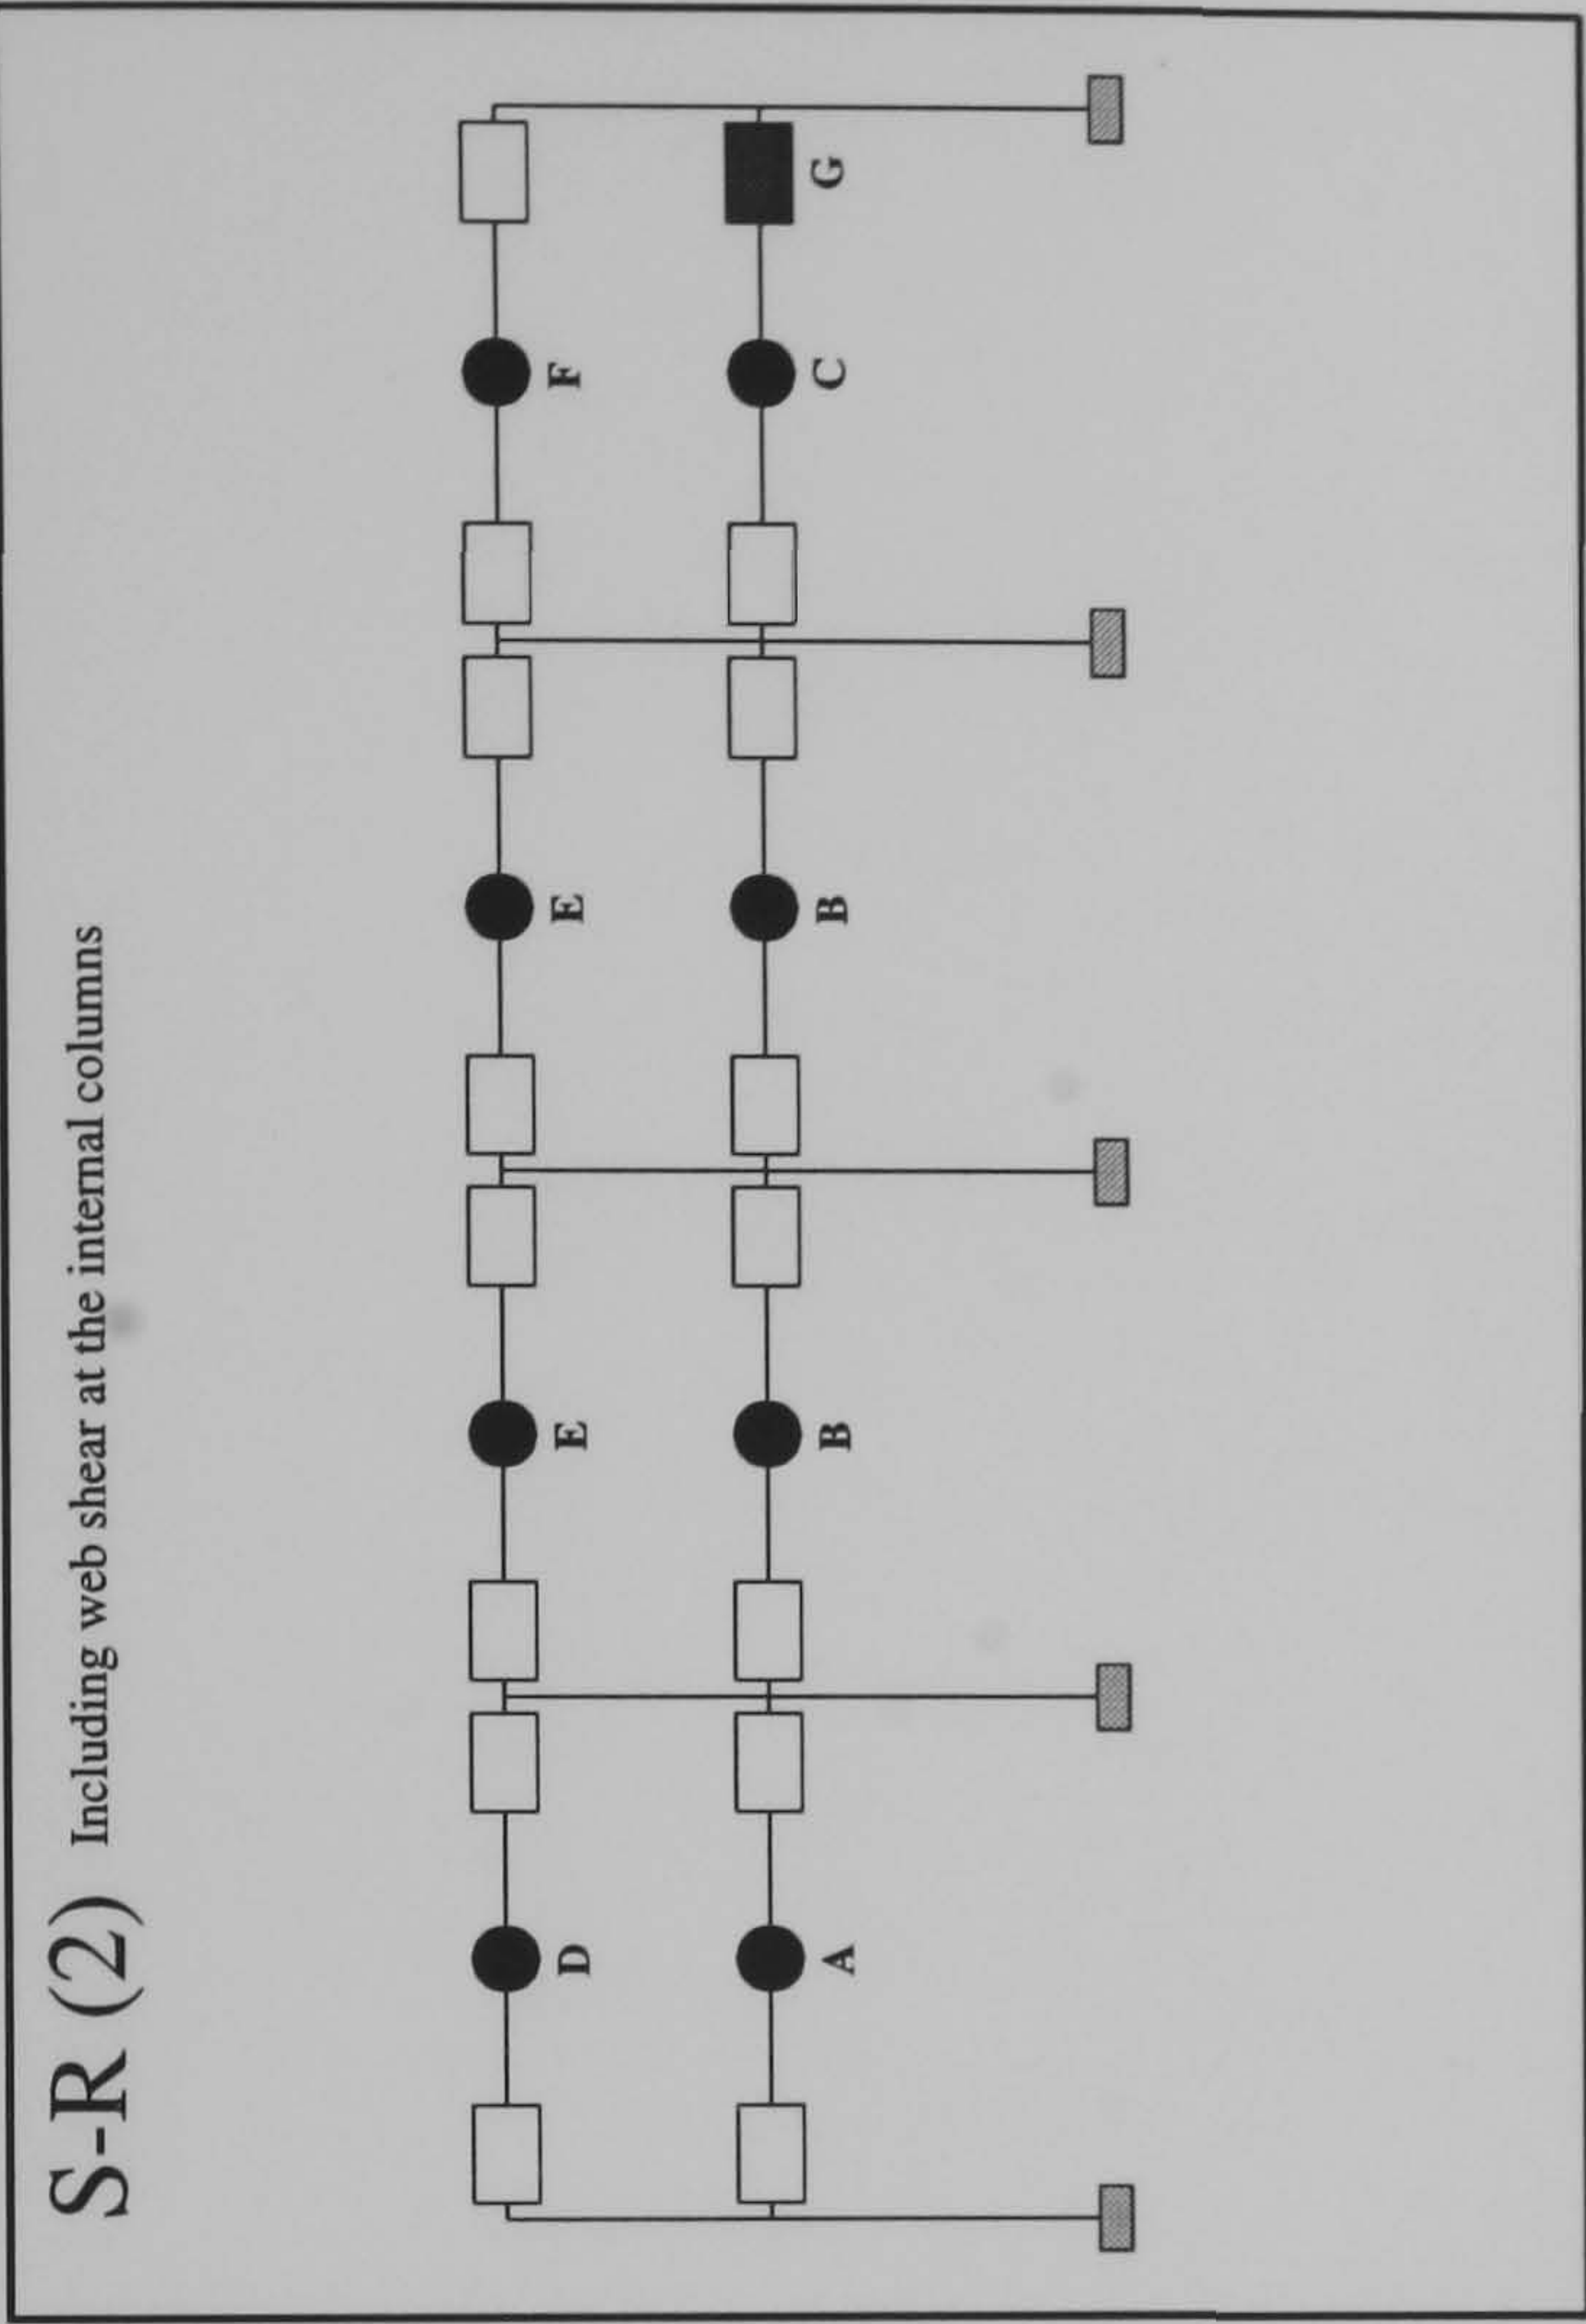 S-R (2) Including web shear at the internal columns
D E E F
A B B C G